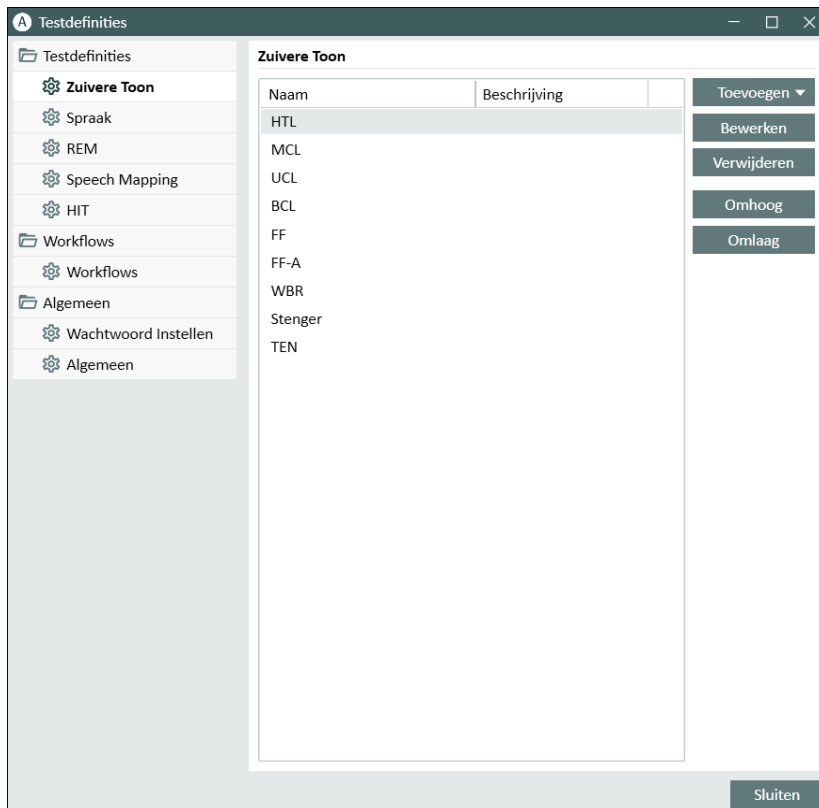 A Testdefinities
Testdefinities
Zuivere Toon
Spraak
REM
Speech Mapping
HIT
Workflows
Workflows
Algemeen
Wachtwoord Instellen
Algemeen
Zuivere Toon
Naam Beschrijving
HTL
MCL
UCL
BCL
FF
FF-A
WBR
Stenger
TEN
Toevoegen
Bewerken
Verwijderen
Omhoog
Omlaag
Sluiten